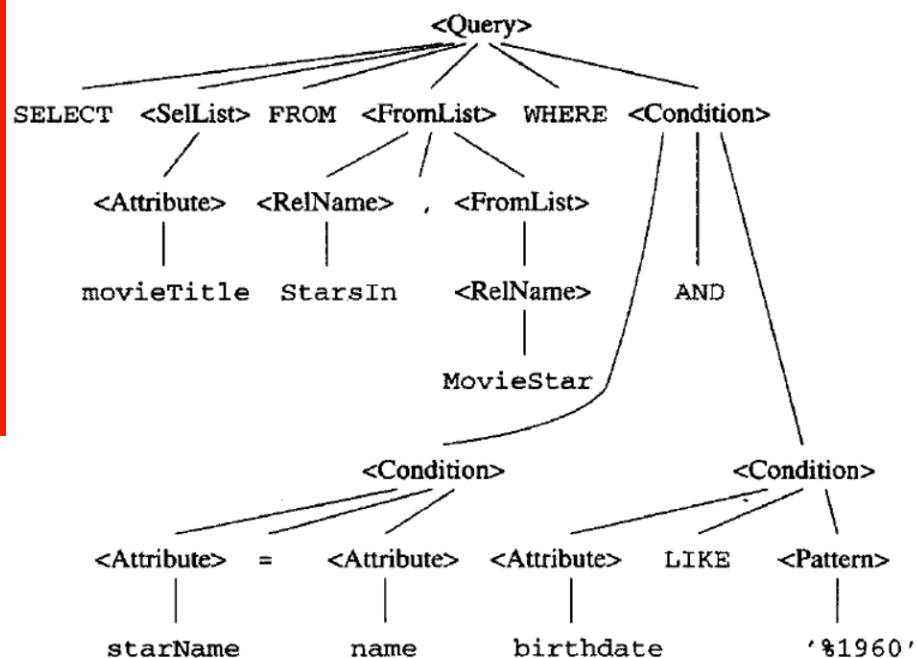 <Query>
SELECT <SelList> FROM <FromList> WHERE <Condition>
<Attribute> <RelName> , <FromList>
movieTitle StarsIn <RelName> AND
MovieStar
<Condition> <Condition>
<Attribute> = <Attribute> <Attribute> LIKE <Pattern>
starName name birthdate '%1960'